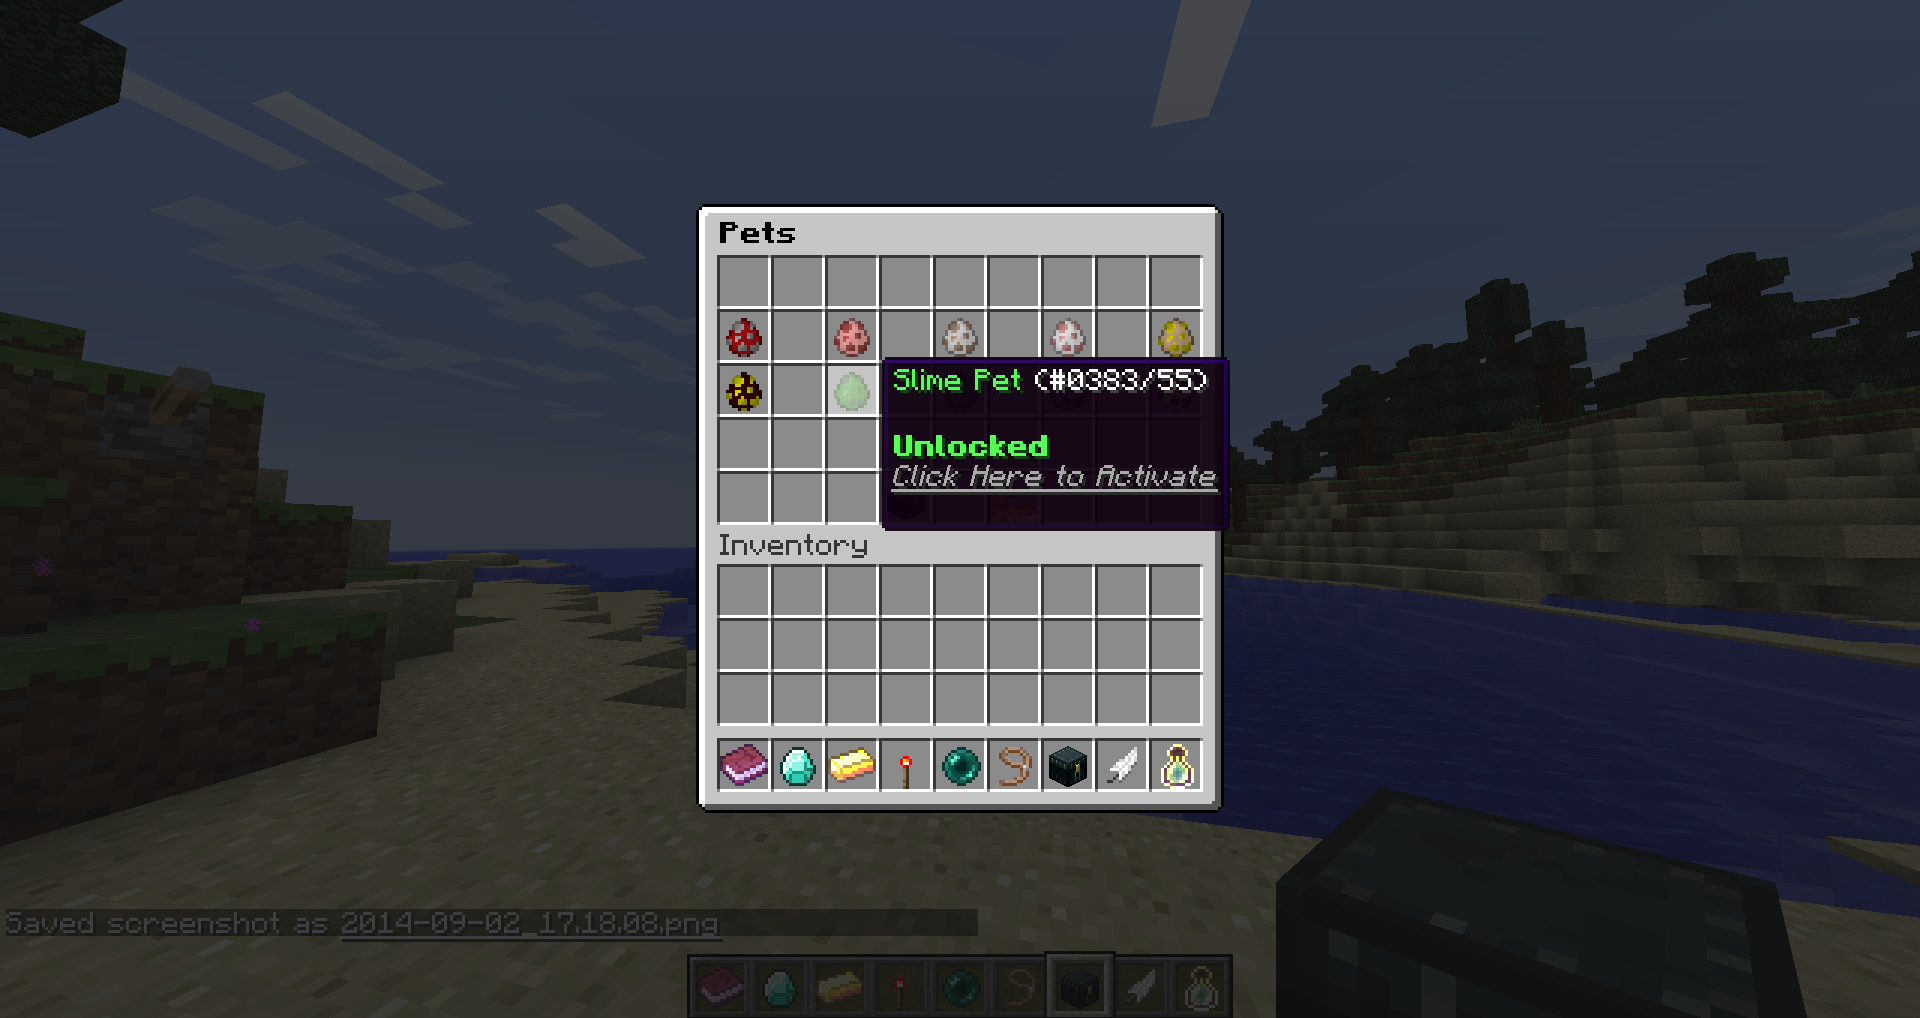 Pets
Slime Pet (#0383/55)
Unlocked
Click Here to Activate
Inventory
Saved screenshot as 2014-09-02_17.18.08.png